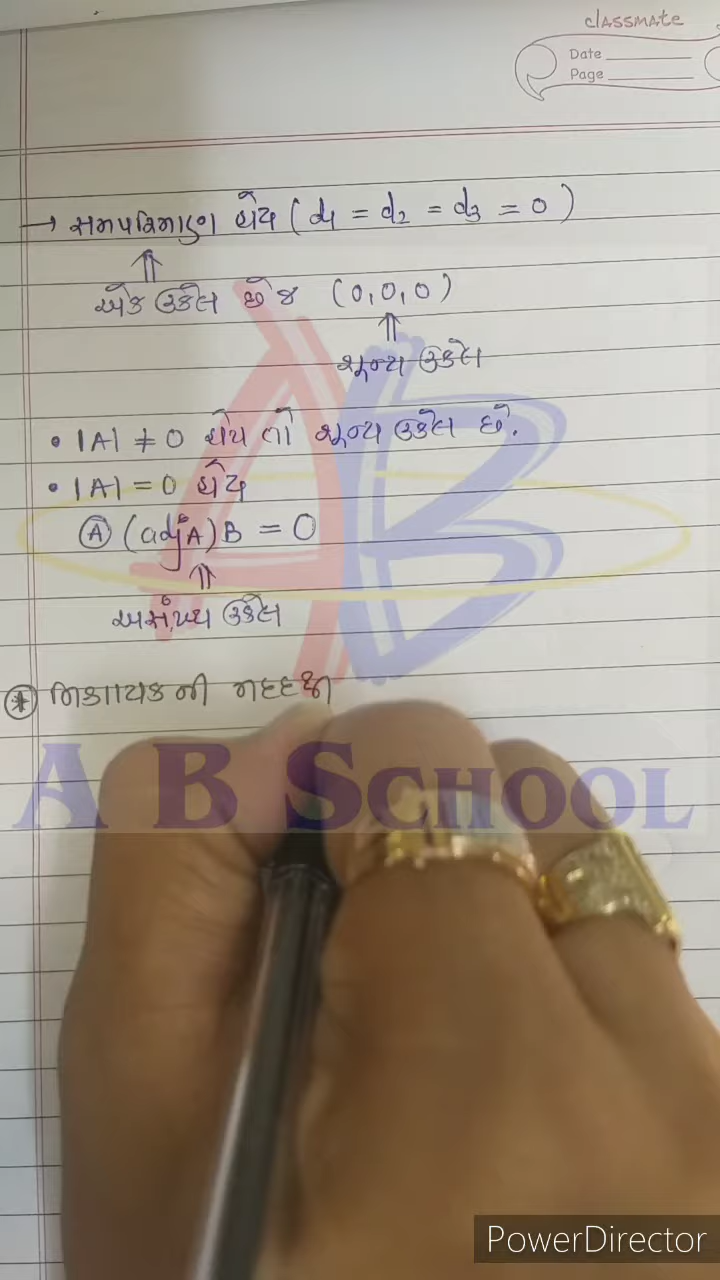 classmate
Date
Page
→ સમપરિમાણ હોય ( d1 = d2 = d3 = 0 )
⇑
એક ઉકેલ છે જ (0,0,0)
⇑
શૂન્ય ઉકેલ
• |A| ≠ 0 હોય તો શૂન્ય ઉકેલ છે.
• |A| = 0 હોય
Ⓐ (adjA)B = 0
⇑
અસંખ્ય ઉકેલ
* નિશ્ચાયકની મદદથી
A B SCHOOL
PowerDirector